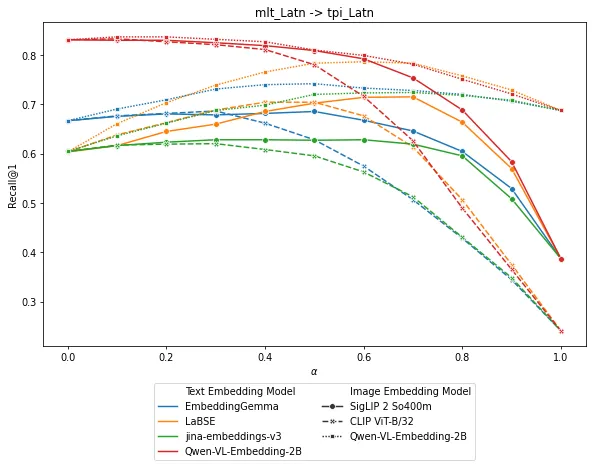 mlt_Latn -> tpi_Latn
Recall@1
0.8
0.7
0.6
0.5
0.4
0.3
0.0
0.2
0.4
0.6
0.8
1.0
α
Text Embedding Model
EmbeddingGemma
LaBSE
jina-embeddings-v3
Qwen-VL-Embedding-2B
Image Embedding Model
SigLIP 2 So400m
CLIP ViT-B/32
Qwen-VL-Embedding-2B